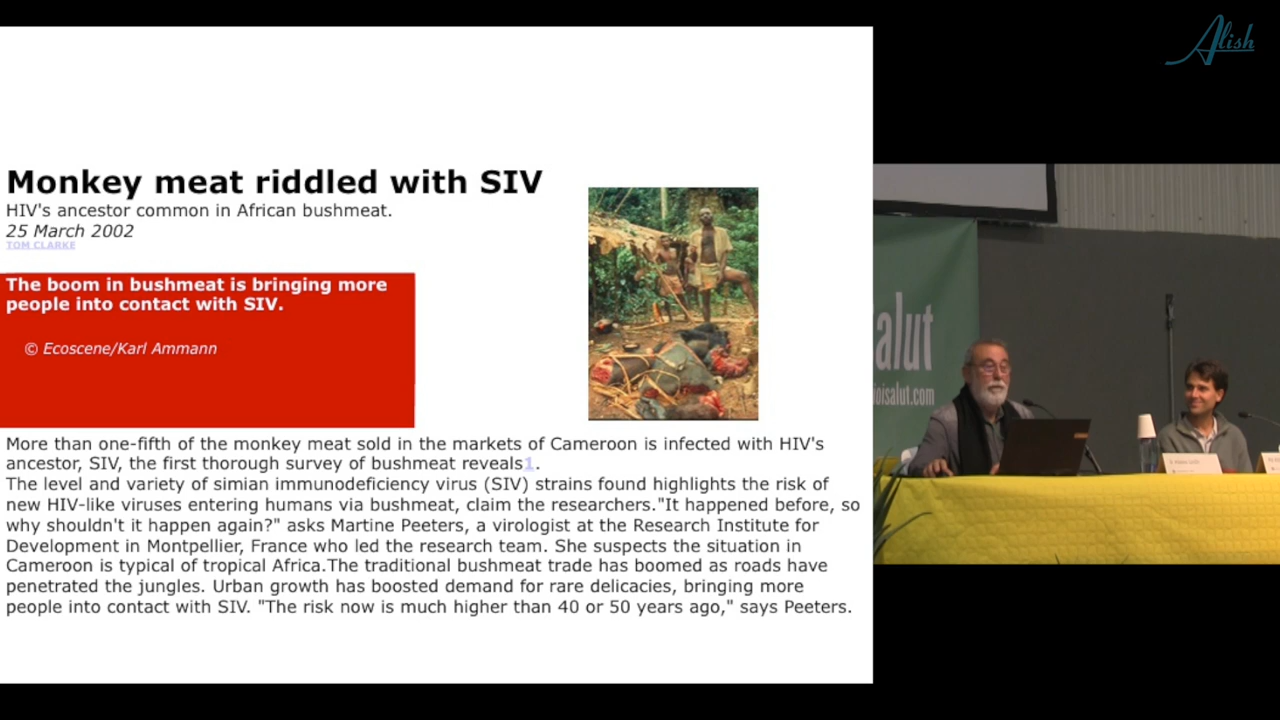 Alish
Monkey meat riddled with SIV
HIV's ancestor common in African bushmeat.
25 March 2002
TOM CLARKE
The boom in bushmeat is bringing more
people into contact with SIV.
© Ecoscene/Karl Ammann
More than one-fifth of the monkey meat sold in the markets of Cameroon is infected with HIV's
ancestor, SIV, the first thorough survey of bushmeat reveals1.
The level and variety of simian immunodeficiency virus (SIV) strains found highlights the risk of
new HIV-like viruses entering humans via bushmeat, claim the researchers."It happened before, so
why shouldn't it happen again?" asks Martine Peeters, a virologist at the Research Institute for
Development in Montpellier, France who led the research team. She suspects the situation in
Cameroon is typical of tropical Africa.The traditional bushmeat trade has boomed as roads have
penetrated the jungles. Urban growth has boosted demand for rare delicacies, bringing more
people into contact with SIV. "The risk now is much higher than 40 or 50 years ago," says Peeters.
salut
ioisalut.com